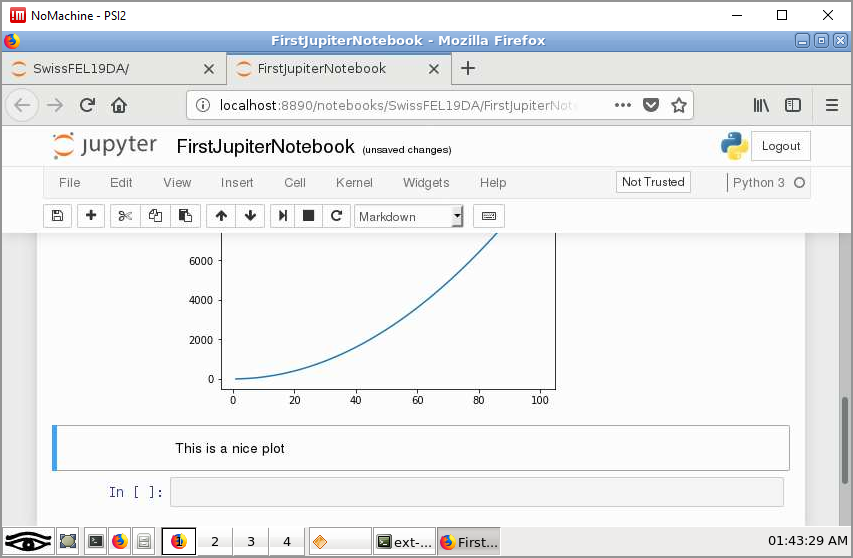 NoMachine - PSI2
FirstJupiterNotebook - Mozilla Firefox
SwissFEL19DA/
FirstJupiterNotebook
localhost:8890/notebooks/SwissFEL19DA/FirstJupiterNote
jupyter FirstJupiterNotebook (unsaved changes)
Logout
File Edit View Insert Cell Kernel Widgets Help
Not Trusted
Python 3
Markdown
6000
4000
2000
0
0 20 40 60 80 100
This is a nice plot
In [ ]:
1 2 3 4
ext-...
First...
01:43:29 AM